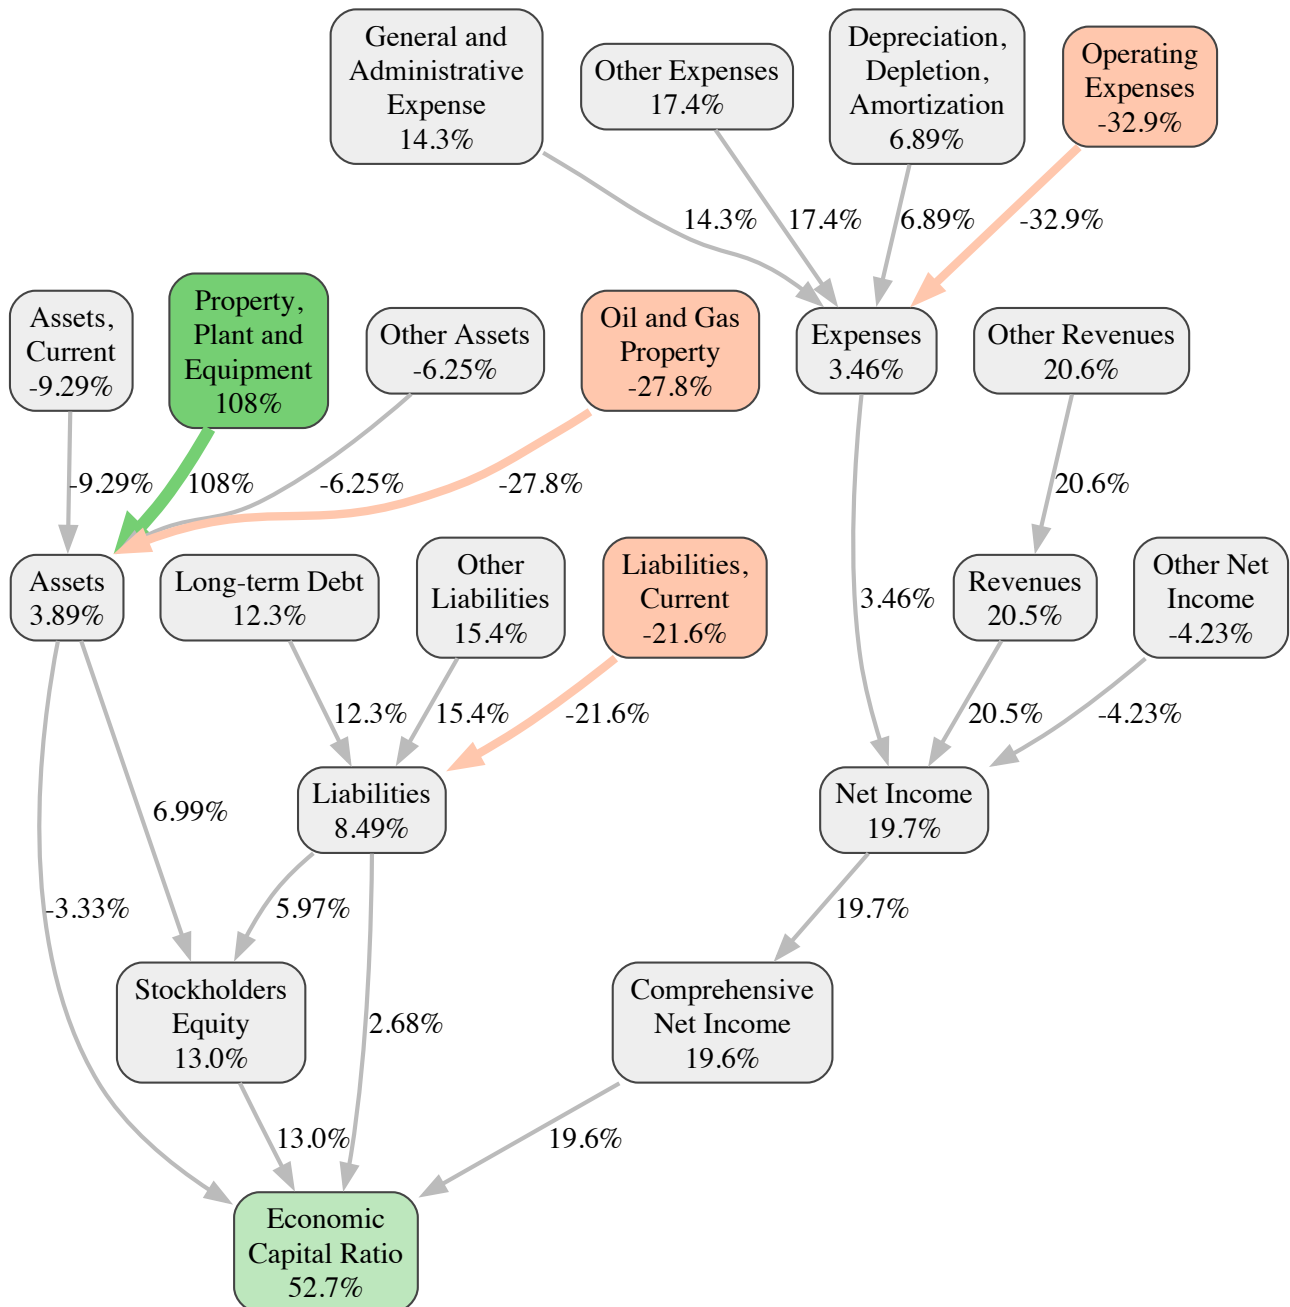 General and
Administrative
Expense
14.3%
Other Expenses
17.4%
Depreciation,
Depletion,
Amortization
6.89%
Operating
Expenses
-32.9%
14.3%
17.4%
6.89%
-32.9%
Assets,
Current
-9.29%
Property,
Plant and
Equipment
108%
Other Assets
-6.25%
Oil and Gas
Property
-27.8%
Expenses
3.46%
Other Revenues
20.6%
-9.29%
108%
-6.25%
-27.8%
20.6%
Assets
3.89%
Long-term Debt
12.3%
Other
Liabilities
15.4%
Liabilities,
Current
-21.6%
3.46%
Revenues
20.5%
Other Net
Income
-4.23%
12.3%
15.4%
-21.6%
20.5%
-4.23%
6.99%
Liabilities
8.49%
Net Income
19.7%
-3.33%
5.97%
19.7%
Stockholders
Equity
13.0%
2.68%
Comprehensive
Net Income
19.6%
13.0%
19.6%
Economic
Capital Ratio
52.7%